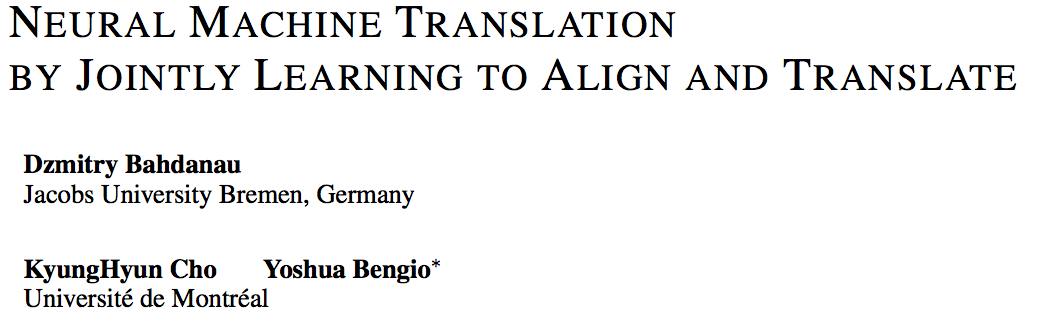 NEURAL MACHINE TRANSLATION
BY JOINTLY LEARNING TO ALIGN AND TRANSLATE
Dzmitry Bahdanau
Jacobs University Bremen, Germany
KyungHyun Cho Yoshua Bengio*
Université de Montréal